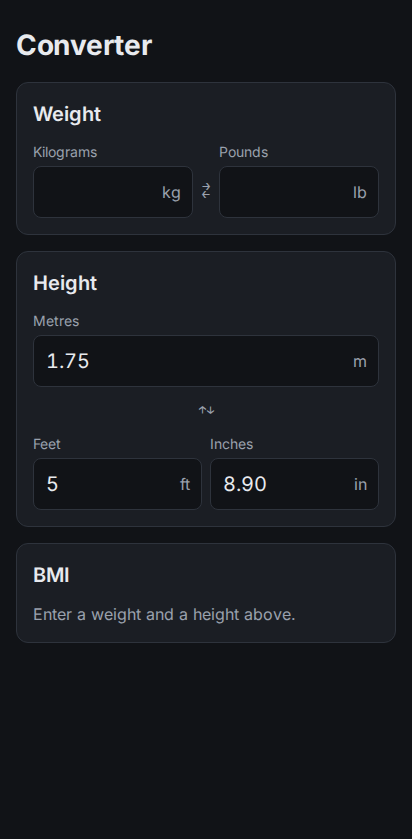 Converter
Weight
Kilograms
Pounds
kg ⇄ lb
Height
Metres
1.75 m
↑↓
Feet
Inches
5 ft
8.90 in
BMI
Enter a weight and a height above.